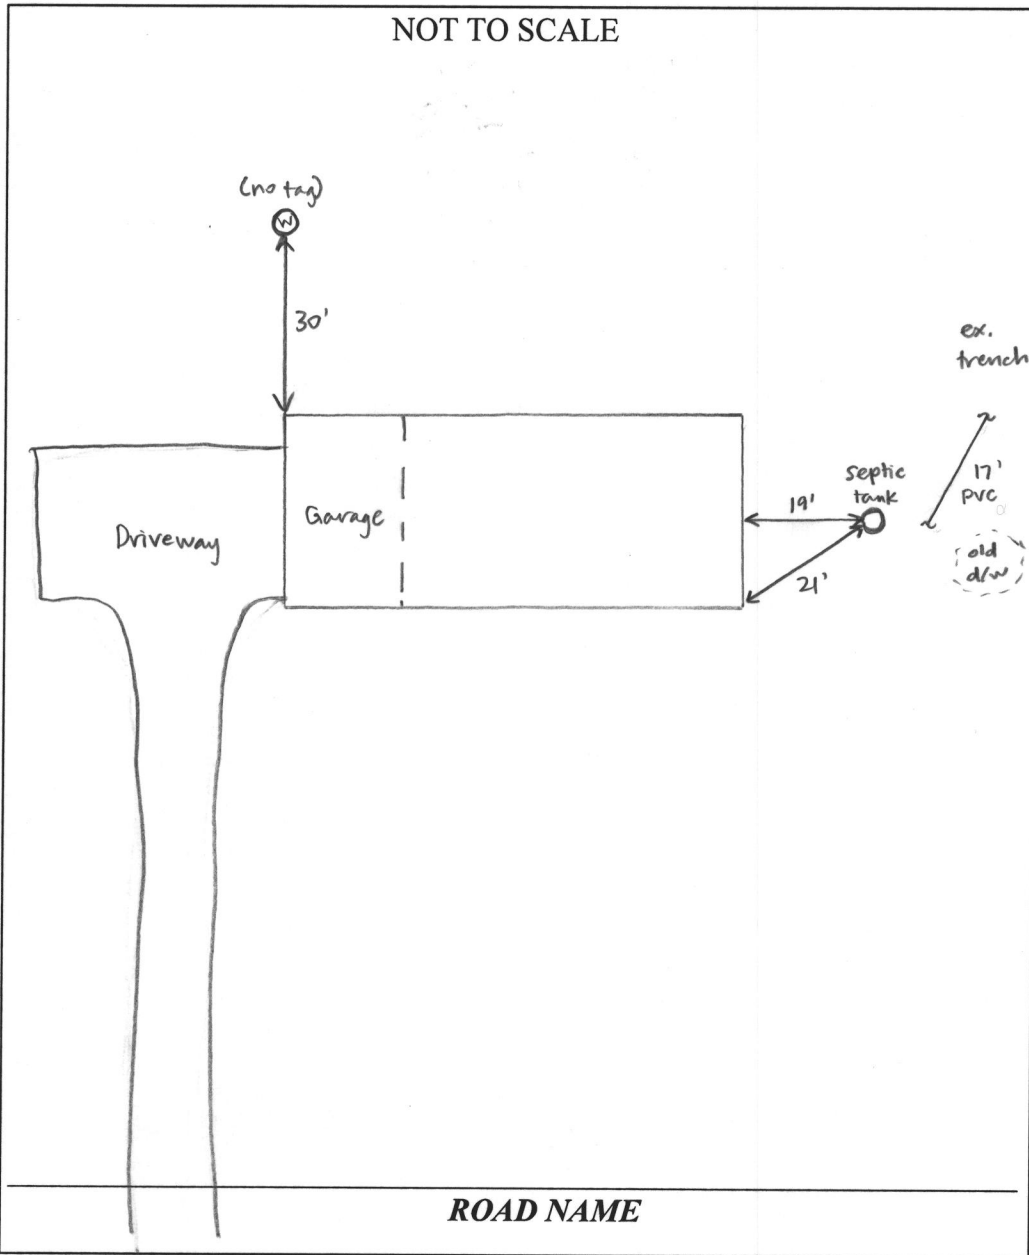 NOT TO SCALE
(no tag)
W
30'
ex.
trench
septic
tank
17'
PVC
19'
Garage
Driveway
old
d/w
21'
ROAD NAME